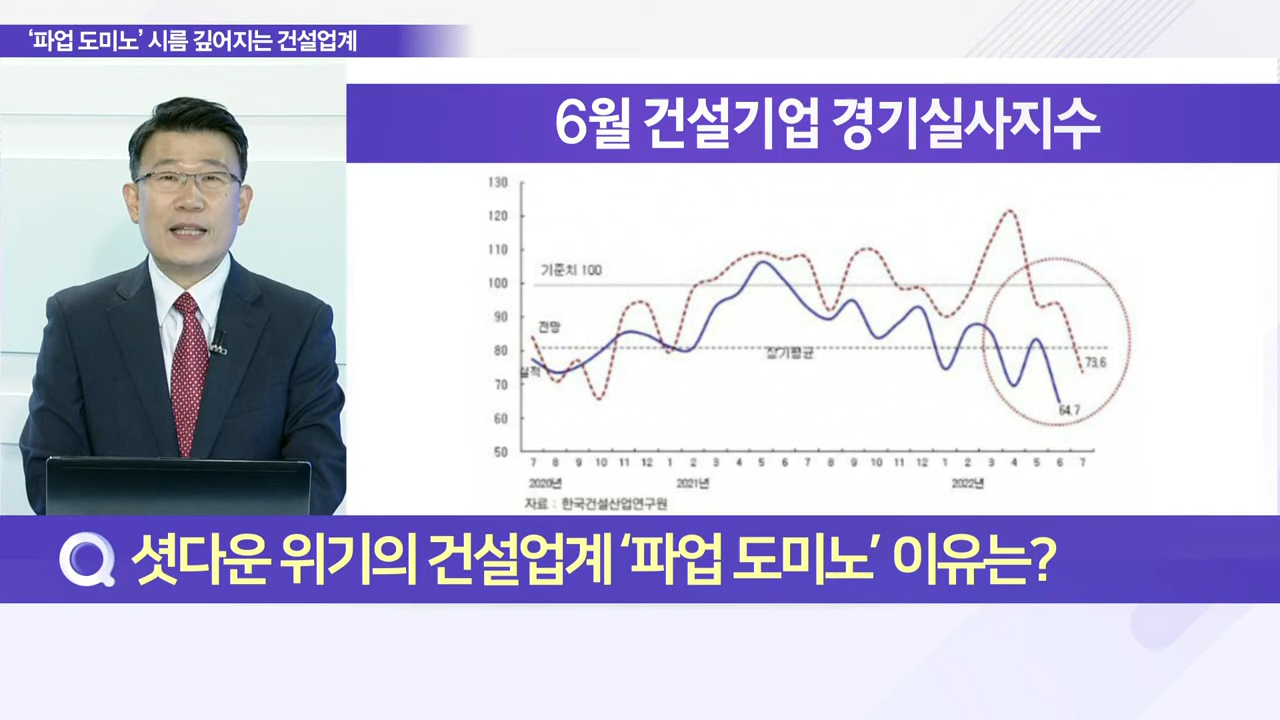 ‘파업 도미노’ 시름 깊어지는 건설업계
6월 건설기업 경기실사지수
130
120
110
100
90
80
70
60
50
기준치 100
전망
실적
장기평균
73.6
64.7
7 8 9 10 11 12 1 2 3 4 5 6 7 8 9 10 11 12 1 2 3 4 5 6 7
2020년 2021년 2022년
자료 : 한국건설산업연구원
Q 셧다운 위기의 건설업계 ‘파업 도미노’ 이유는?